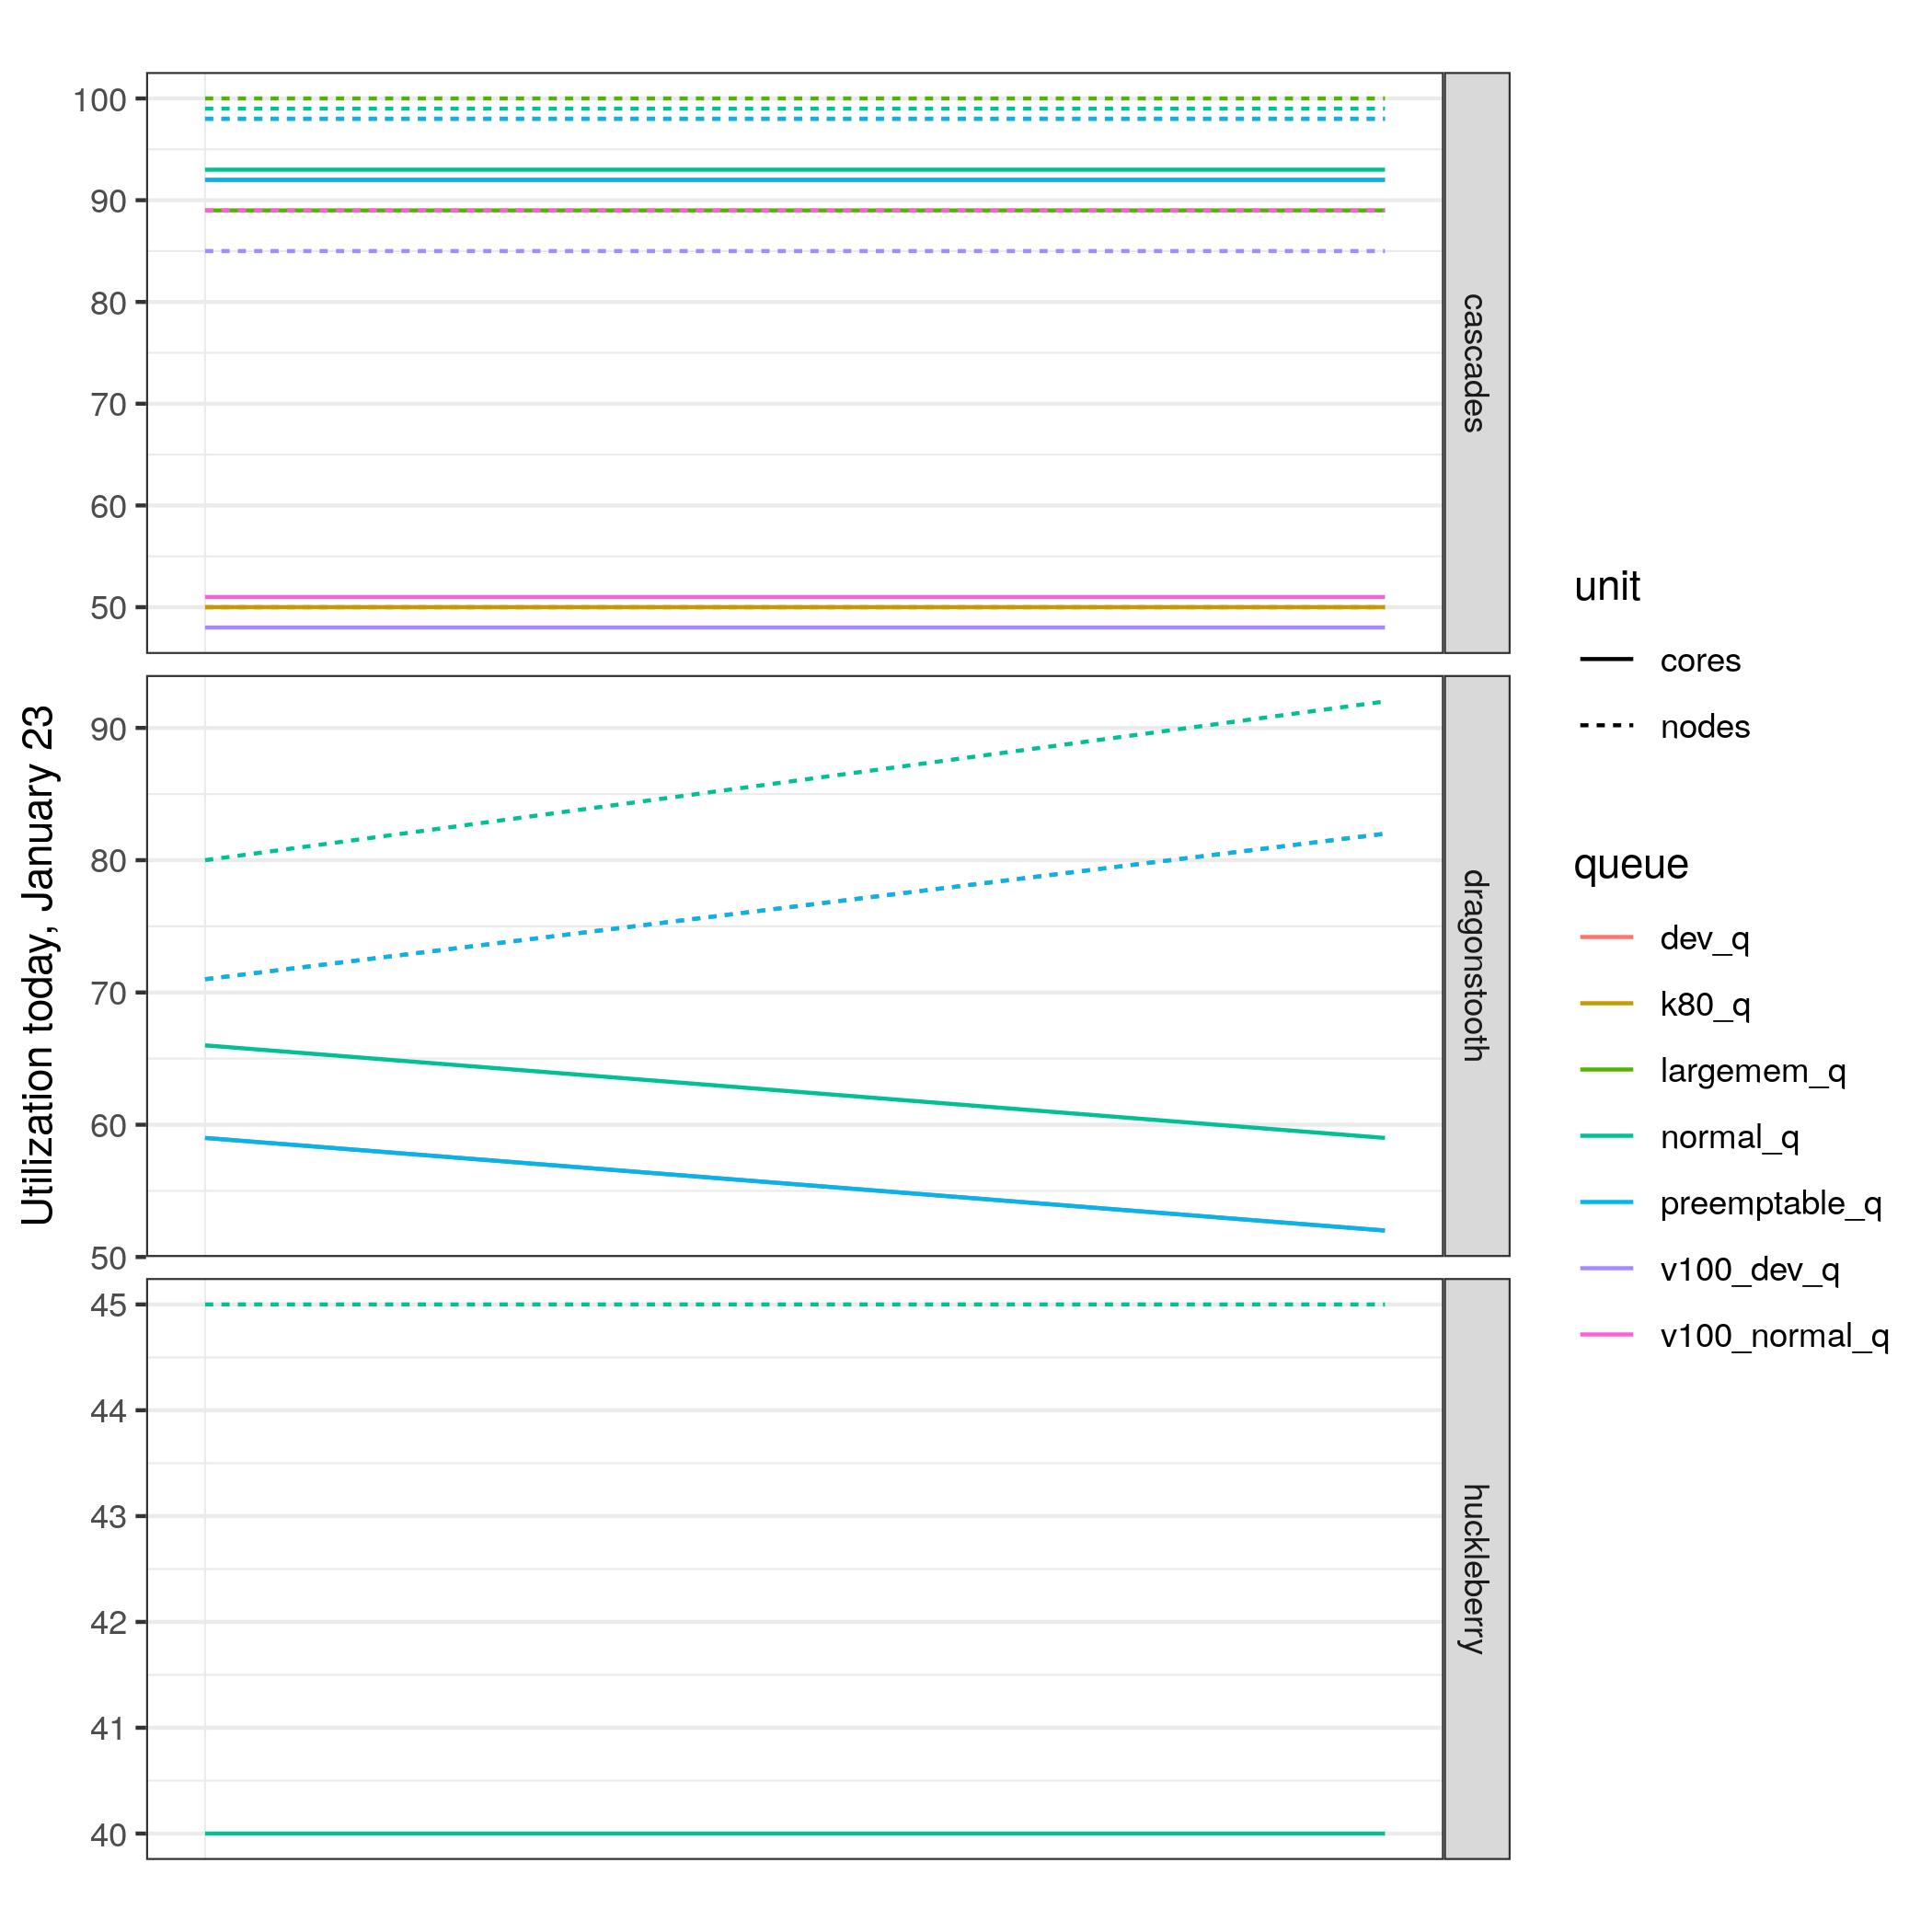 Utilization today, January 23
100
90
80
70
60
50
cascades
90
80
70
60
50
dragonstooth
45
44
43
42
41
40
huckleberry
unit
cores
nodes
queue
dev_q
k80_q
largemem_q
normal_q
preemptable_q
v100_dev_q
v100_normal_q